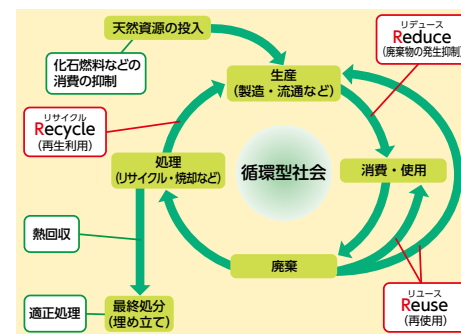 天然資源の投入
化石燃料などの
消費の抑制
リデュース
Reduce
(廃棄物の発生抑制)
生産
(製造・流通など)
リサイクル
Recycle
(再生利用)
処理
(リサイクル・焼却など)
循環型社会
消費・使用
熱回収
廃棄
適正処理
最終処分
(埋め立て)
リユース
Reuse
(再使用)